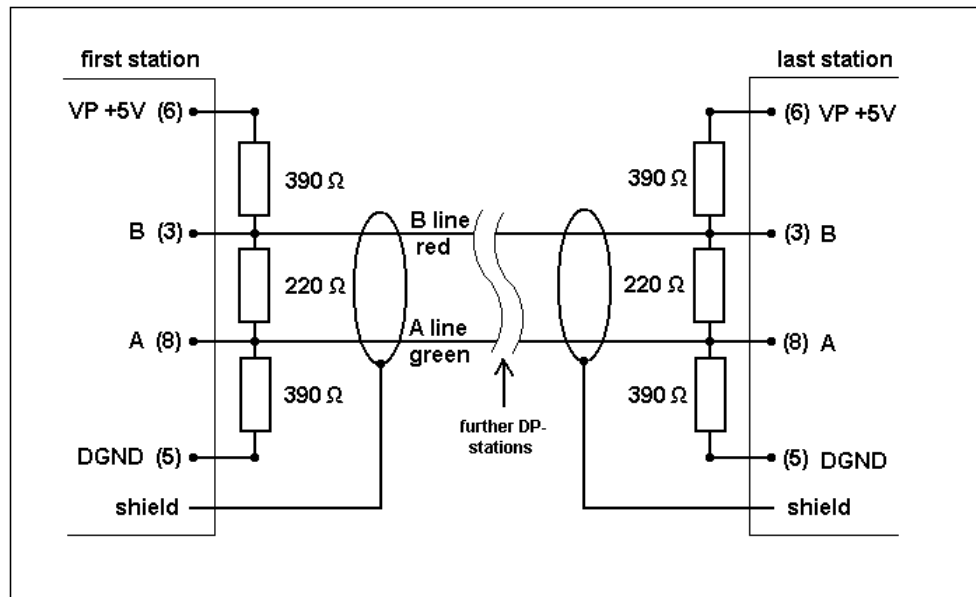 first station
last station
VP +5V (6)
(6) VP +5V
390 Ω
390 Ω
B (3)
B line
red
(3) B
220 Ω
220 Ω
A (8)
A line
green
(8) A
390 Ω
390 Ω
further DP-
stations
DGND (5)
(5) DGND
shield
shield